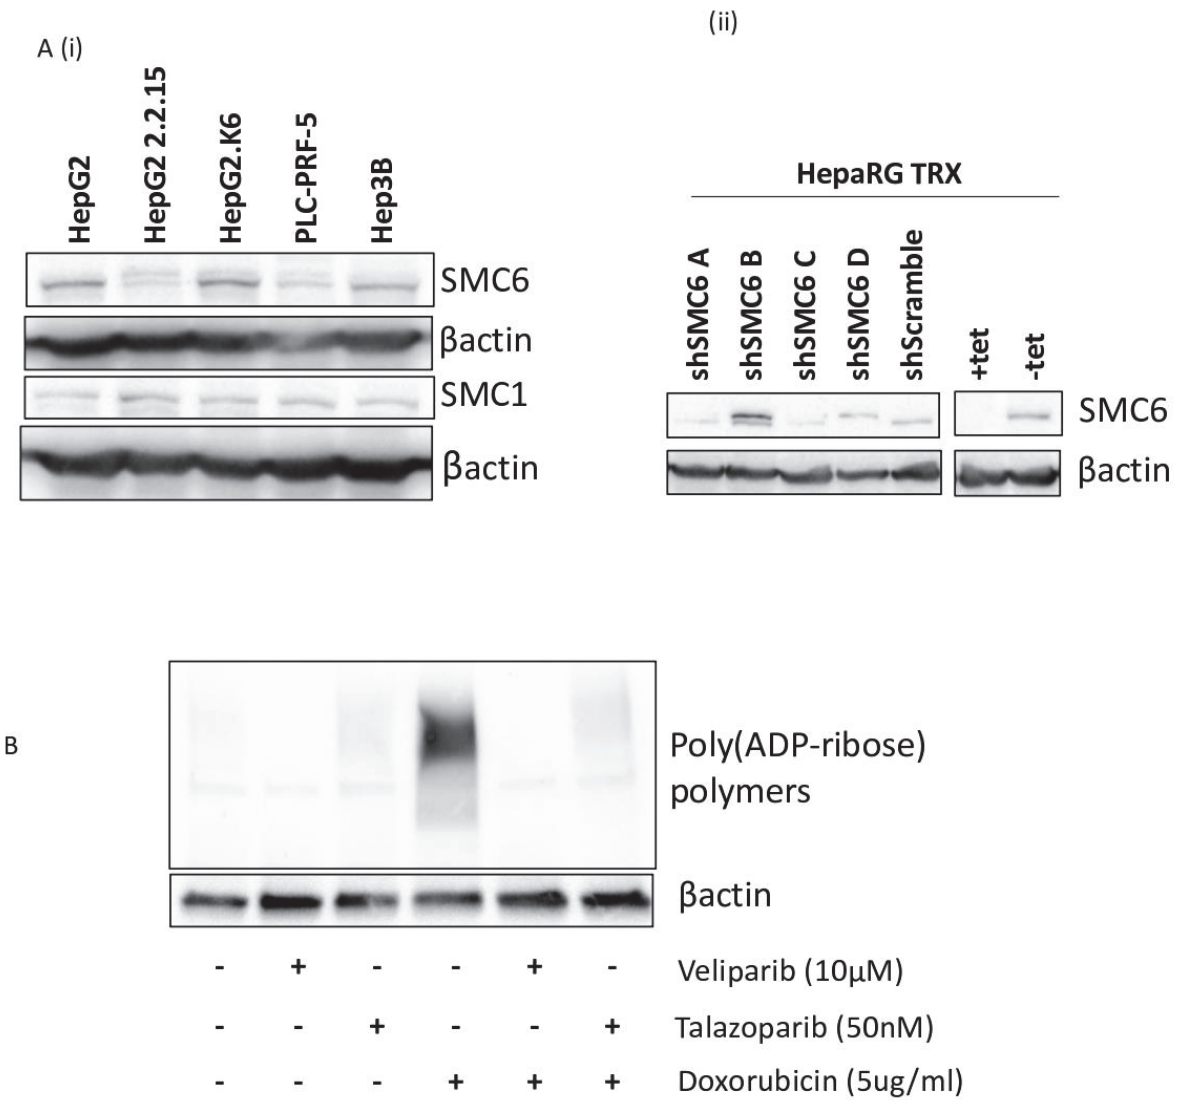 A (i)
HepG2
HepG2 2.2.15
HepG2.K6
PLC-PRF-5
Hep3B
SMC6
βactin
SMC1
βactin
(ii)
HepaRG TRX
shSMC6 A
shSMC6 B
shSMC6 C
shSMC6 D
shScramble
+tet
-tet
SMC6
βactin
B
Poly(ADP-ribose)
polymers
βactin
- + - - + - Veliparib (10µM)
- - + - - + Talazoparib (50nM)
- - - + + + Doxorubicin (5ug/ml)